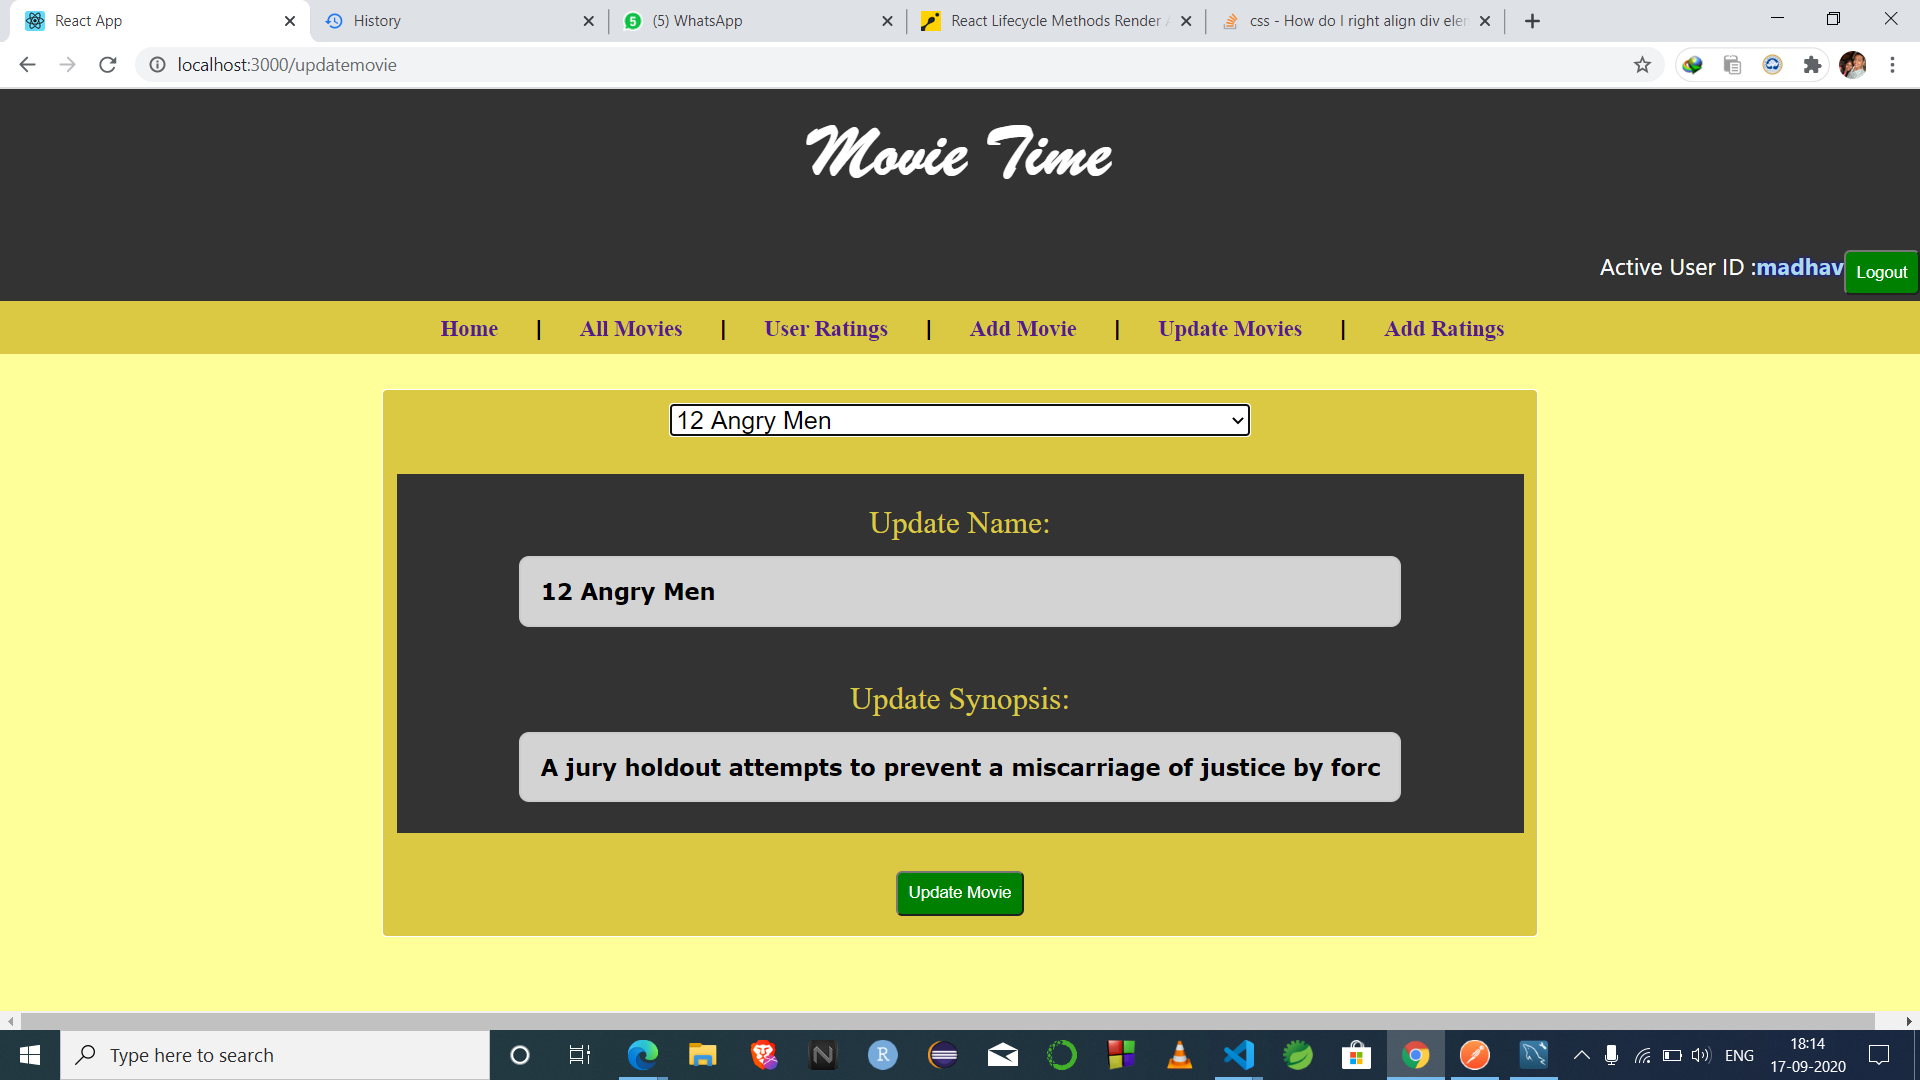 React App
History
(5) WhatsApp
React Lifecycle Methods Render
css - How do I right align div eler
localhost:3000/updatemovie
Movie Time
Active User ID :madhav
Logout
Home | All Movies | User Ratings | Add Movie | Update Movies | Add Ratings
12 Angry Men
Update Name:
12 Angry Men
Update Synopsis:
A jury holdout attempts to prevent a miscarriage of justice by forc
Update Movie
Type here to search
ENG
18:14
17-09-2020